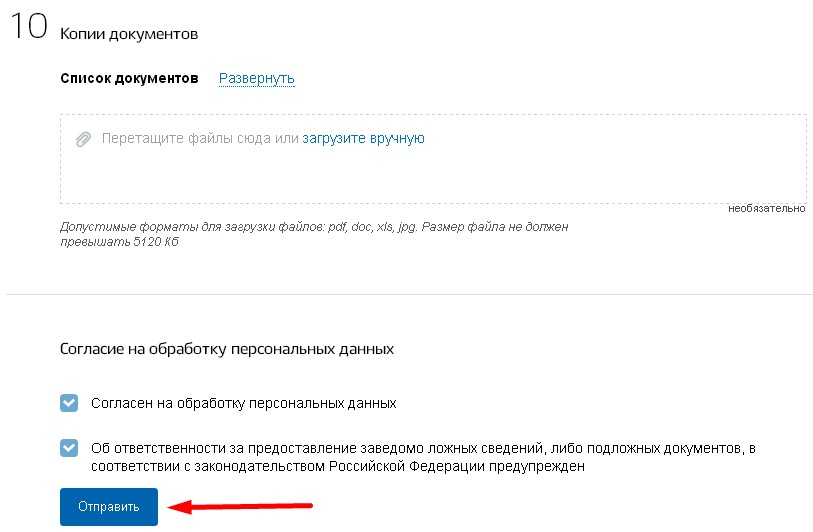 10 Копии документов
Список документов Развернуть
Перетащите файлы сюда или загрузите вручную
необязательно
Допустимые форматы для загрузки файлов: pdf, doc, xls, jpg. Размер файла не должен
превышать 5120 Кб
Согласие на обработку персональных данных
Согласен на обработку персональных данных
Об ответственности за предоставление заведомо ложных сведений, либо подложных документов, в
соответствии с законодательством Российской Федерации предупрежден
Отправить